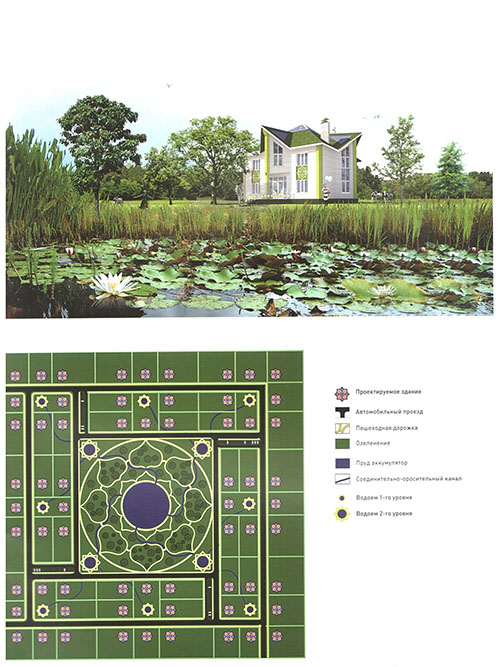 Проектируемое здание
Автомобильный проезд
Пешеходная дорожка
Озеленение
Пруд аккумулятор
Соединительно-оросительный канал
Водоем 1-го уровня
Водоем 2-го уровня